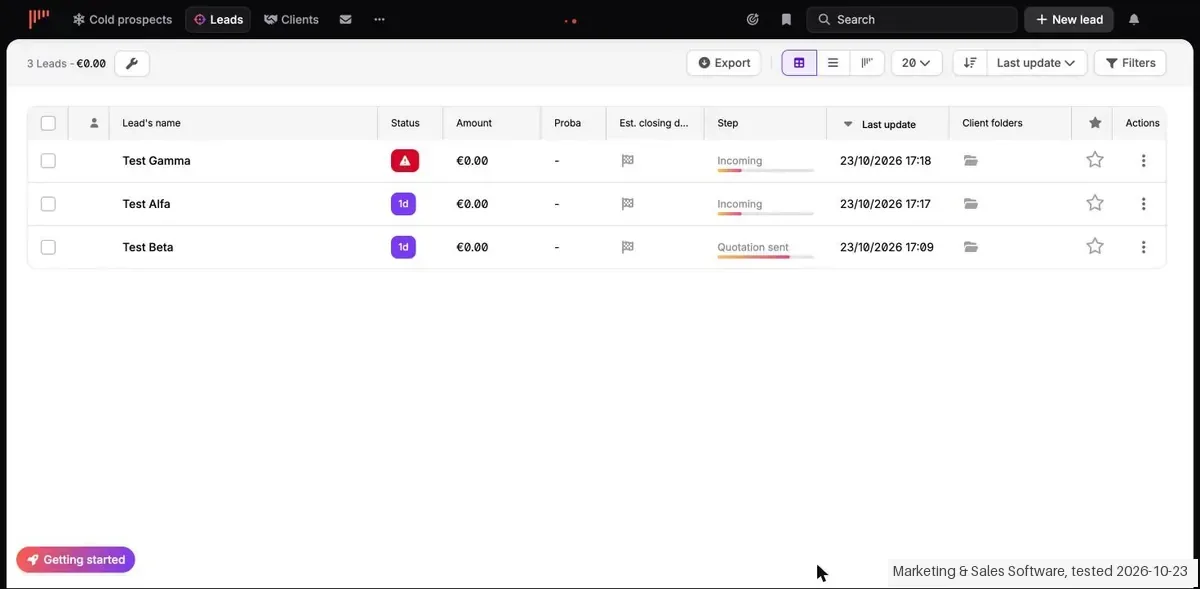 Cold prospects Leads Clients Search + New lead
3 Leads - €0.00 Export 20 Last update Filters
Lead's name Status Amount Proba Est. closing d... Step Last update Client folders Actions
Test Gamma €0.00 - Incoming 23/10/2026 17:18
Test Alfa 1d €0.00 - Incoming 23/10/2026 17:17
Test Beta 1d €0.00 - Quotation sent 23/10/2026 17:09
Getting started
Marketing & Sales Software, tested 2026-10-23